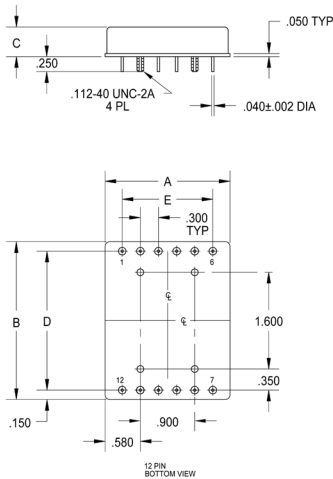 .050 TYP
C
.250
.112-40 UNC-2A
4 PL
.040±.002 DIA
A
E
.300
TYP
1
6
℄
B
D
℄
1.600
12
7
.350
.150
.900
.580
12 PIN
BOTTOM VIEW